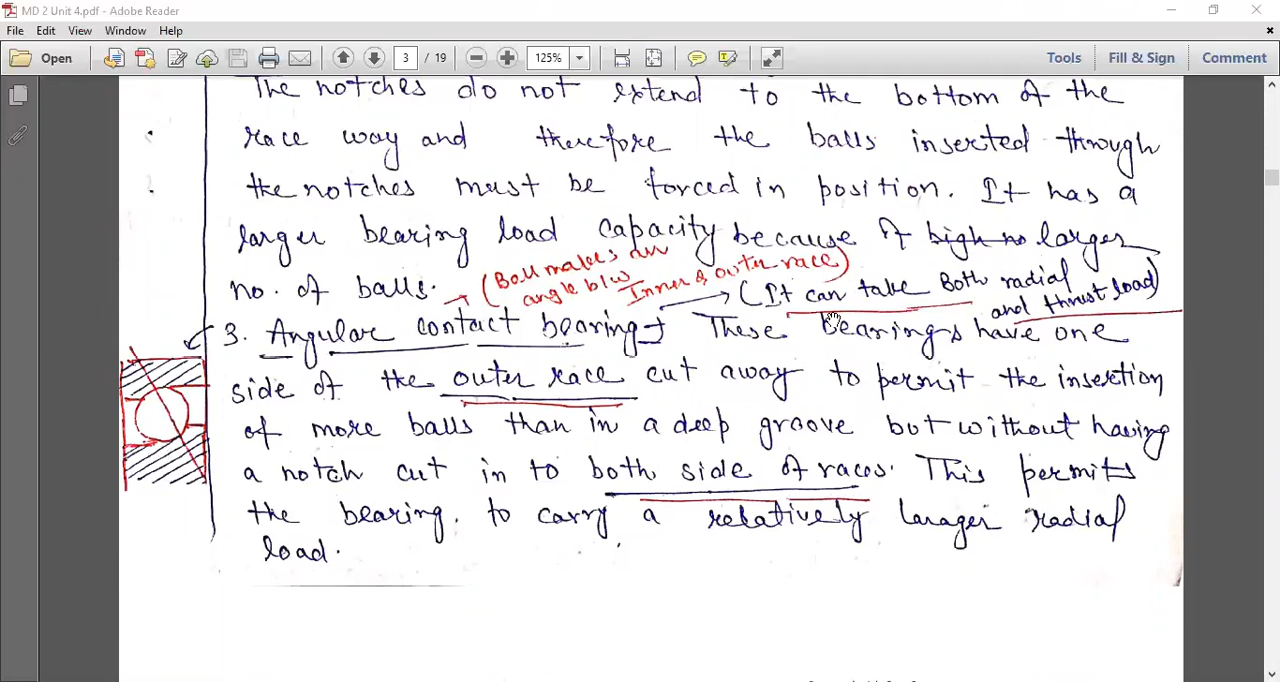 MD 2 Unit 4.pdf - Adobe Reader
File Edit View Window Help
Open 3 / 19 125% Tools Fill & Sign Comment
The notches do not extend to the bottom of the
race way and therefore the balls inserted through
the notches must be forced in position. It has a
larger bearing load capacity because of high no larger
no. of balls.
(Ball makes an
angle b/w
Inner & outer race)
(It can take Both radial
and thrust load)
3. Angular contact bearing → These bearings have one
side of the outer race cut away to permit the insertion
of more balls than in a deep groove but without having
a notch cut in to both side of races. This permits
the bearing. to carry a relatively larager radial
load.